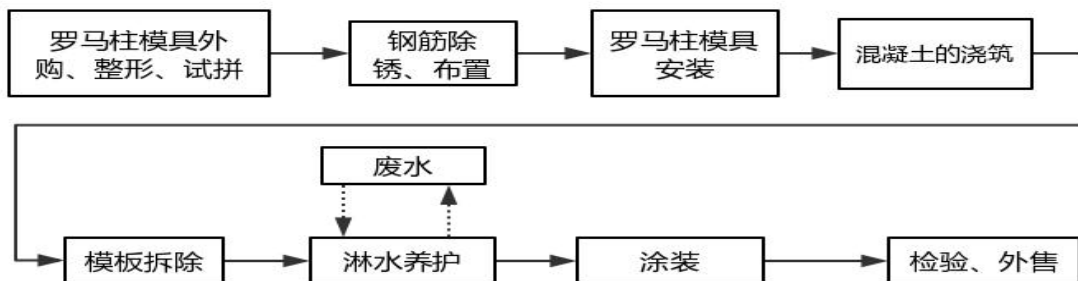 罗马柱模具外
购、整形、试拼
钢筋除
锈、布置
罗马柱模具
安装
混凝土的浇筑
废水
模板拆除
淋水养护
涂装
检验、外售